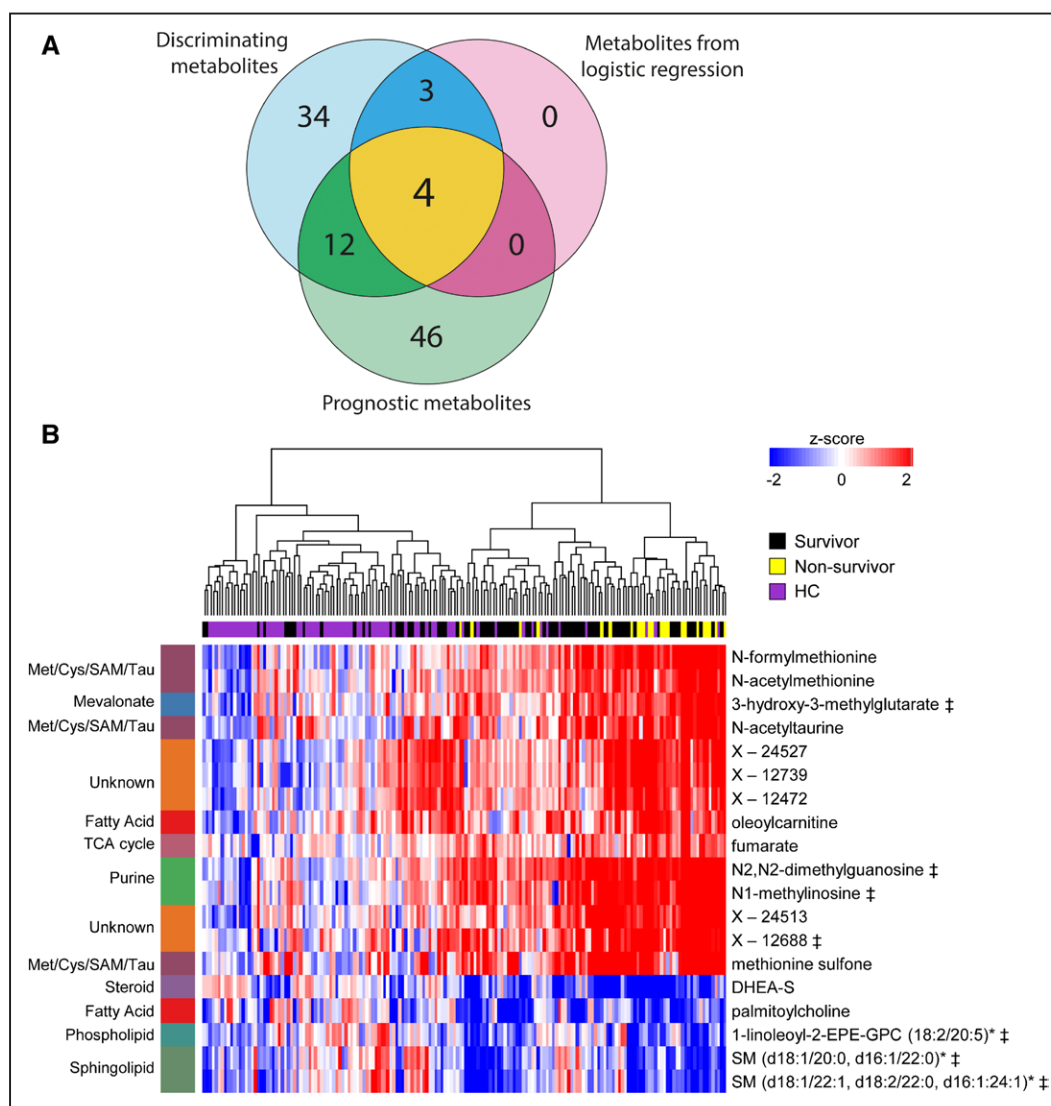 A
Discriminating
metabolites
Metabolites from
logistic regression
3
34
0
4
12
0
46
Prognostic metabolites
B
z-score
-2
0
2
Survivor
Non-survivor
HC
Met/Cys/SAM/Tau
Mevalonate
Met/Cys/SAM/Tau
Unknown
Fatty Acid
TCA cycle
Purine
Unknown
Met/Cys/SAM/Tau
Steroid
Fatty Acid
Phospholipid
Sphingolipid
N-formylmethionine
N-acetylmethionine
3-hydroxy-3-methylglutarate ‡
N-acetyltaurine
X – 24527
X – 12739
X – 12472
oleoylcarnitine
fumarate
N2,N2-dimethylguanosine ‡
N1-methylinosine ‡
X – 24513
X – 12688 ‡
methionine sulfone
DHEA-S
palmitoylcholine
1-linoleoyl-2-EPE-GPC (18:2/20:5)* ‡
SM (d18:1/20:0, d16:1/22:0)* ‡
SM (d18:1/22:1, d18:2/22:0, d16:1:24:1)* ‡